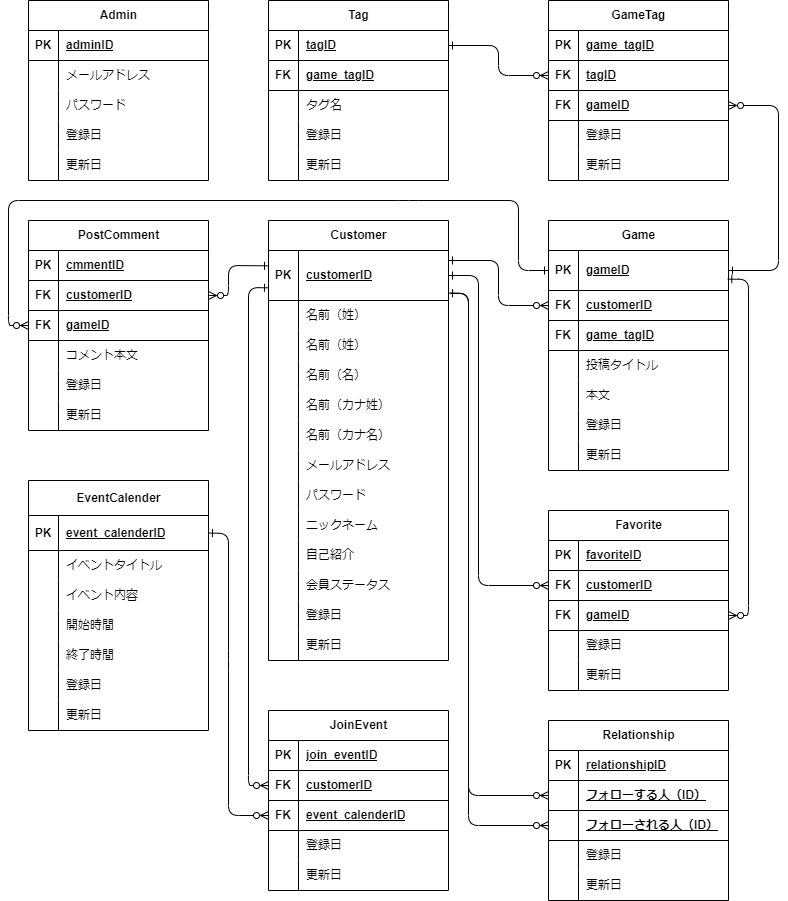 Admin
PK adminID
メールアドレス
パスワード
登録日
更新日
Tag
PK tagID
FK game_tagID
タグ名
登録日
更新日
GameTag
PK game_tagID
FK tagID
FK gameID
登録日
更新日
PostComment
PK cmmentID
FK customerID
FK gameID
コメント本文
登録日
更新日
Customer
PK customerID
名前（姓）
名前（姓）
名前（名）
名前（カナ姓）
名前（カナ名）
メールアドレス
パスワード
ニックネーム
自己紹介
会員ステータス
登録日
更新日
Game
PK gameID
FK customerID
FK game_tagID
投稿タイトル
本文
登録日
更新日
EventCalender
PK event_calenderID
イベントタイトル
イベント内容
開始時間
終了時間
登録日
更新日
Favorite
PK favoriteID
FK customerID
FK gameID
登録日
更新日
JoinEvent
PK join_eventID
FK customerID
FK event_calenderID
登録日
更新日
Relationship
PK relationshipID
フォローする人（ID）
フォローされる人（ID）
登録日
更新日